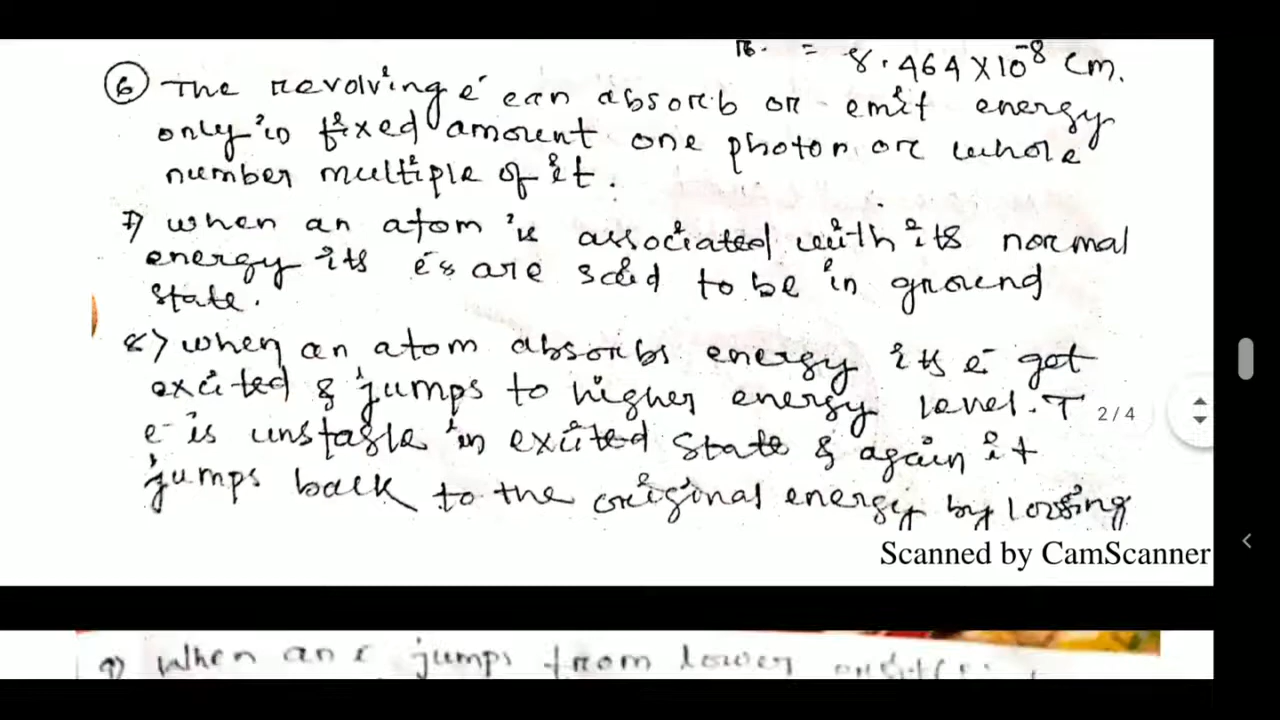 = 8.464 X 10⁻⁸ cm.
⑥ The revolving e⁻ can absorb or emit energy
only in fixed amount one photon or whole
number multiple of it.
7) when an atom is associated with its normal
energy its e⁻s are said to be in ground
state.
8) when an atom absorbs energy its e⁻ get
excited & jumps to higher energy level. T
2/4
e⁻ is unstable in excited state & again it
jumps back to the original energy by loosing
Scanned by CamScanner
9) When an e jumps from lower